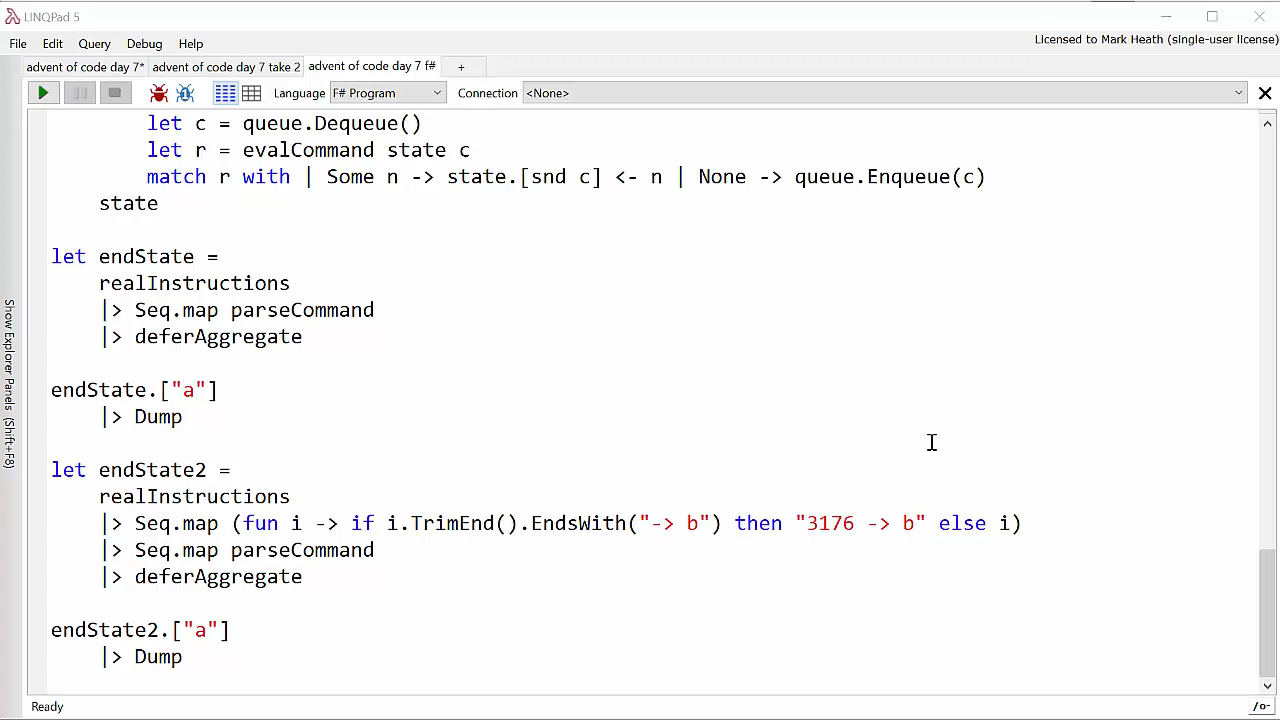 LINQPad 5
File Edit Query Debug Help
Licensed to Mark Heath (single-user license)
advent of code day 7* advent of code day 7 take 2 advent of code day 7 f# +
Language F# Program Connection <None>
let c = queue.Dequeue()
let r = evalCommand state c
match r with | Some n -> state.[snd c] <- n | None -> queue.Enqueue(c)
state
let endState =
realInstructions
|> Seq.map parseCommand
|> deferAggregate
endState.["a"]
|> Dump
let endState2 =
realInstructions
|> Seq.map (fun i -> if i.TrimEnd().EndsWith("-> b") then "3176 -> b" else i)
|> Seq.map parseCommand
|> deferAggregate
endState2.["a"]
|> Dump
Show Explorer Panels (Shift+F8)
Ready
/o-